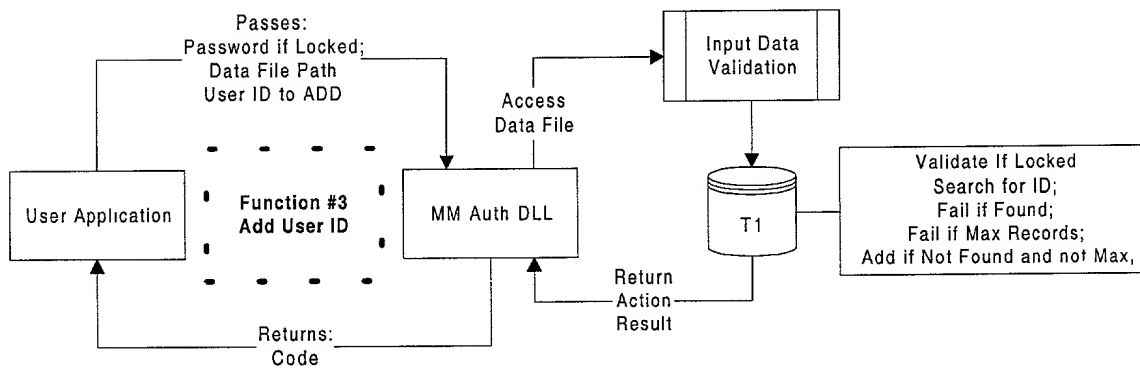 Passes:
Password if Locked;
Data File Path
User ID to ADD
Input Data
Validation
Access
Data File
User Application
Function #3
Add User ID
MM Auth DLL
T1
Validate If Locked
Search for ID;
Fail if Found;
Fail if Max Records;
Add if Not Found and not Max,
Return
Action
Result
Returns:
Code